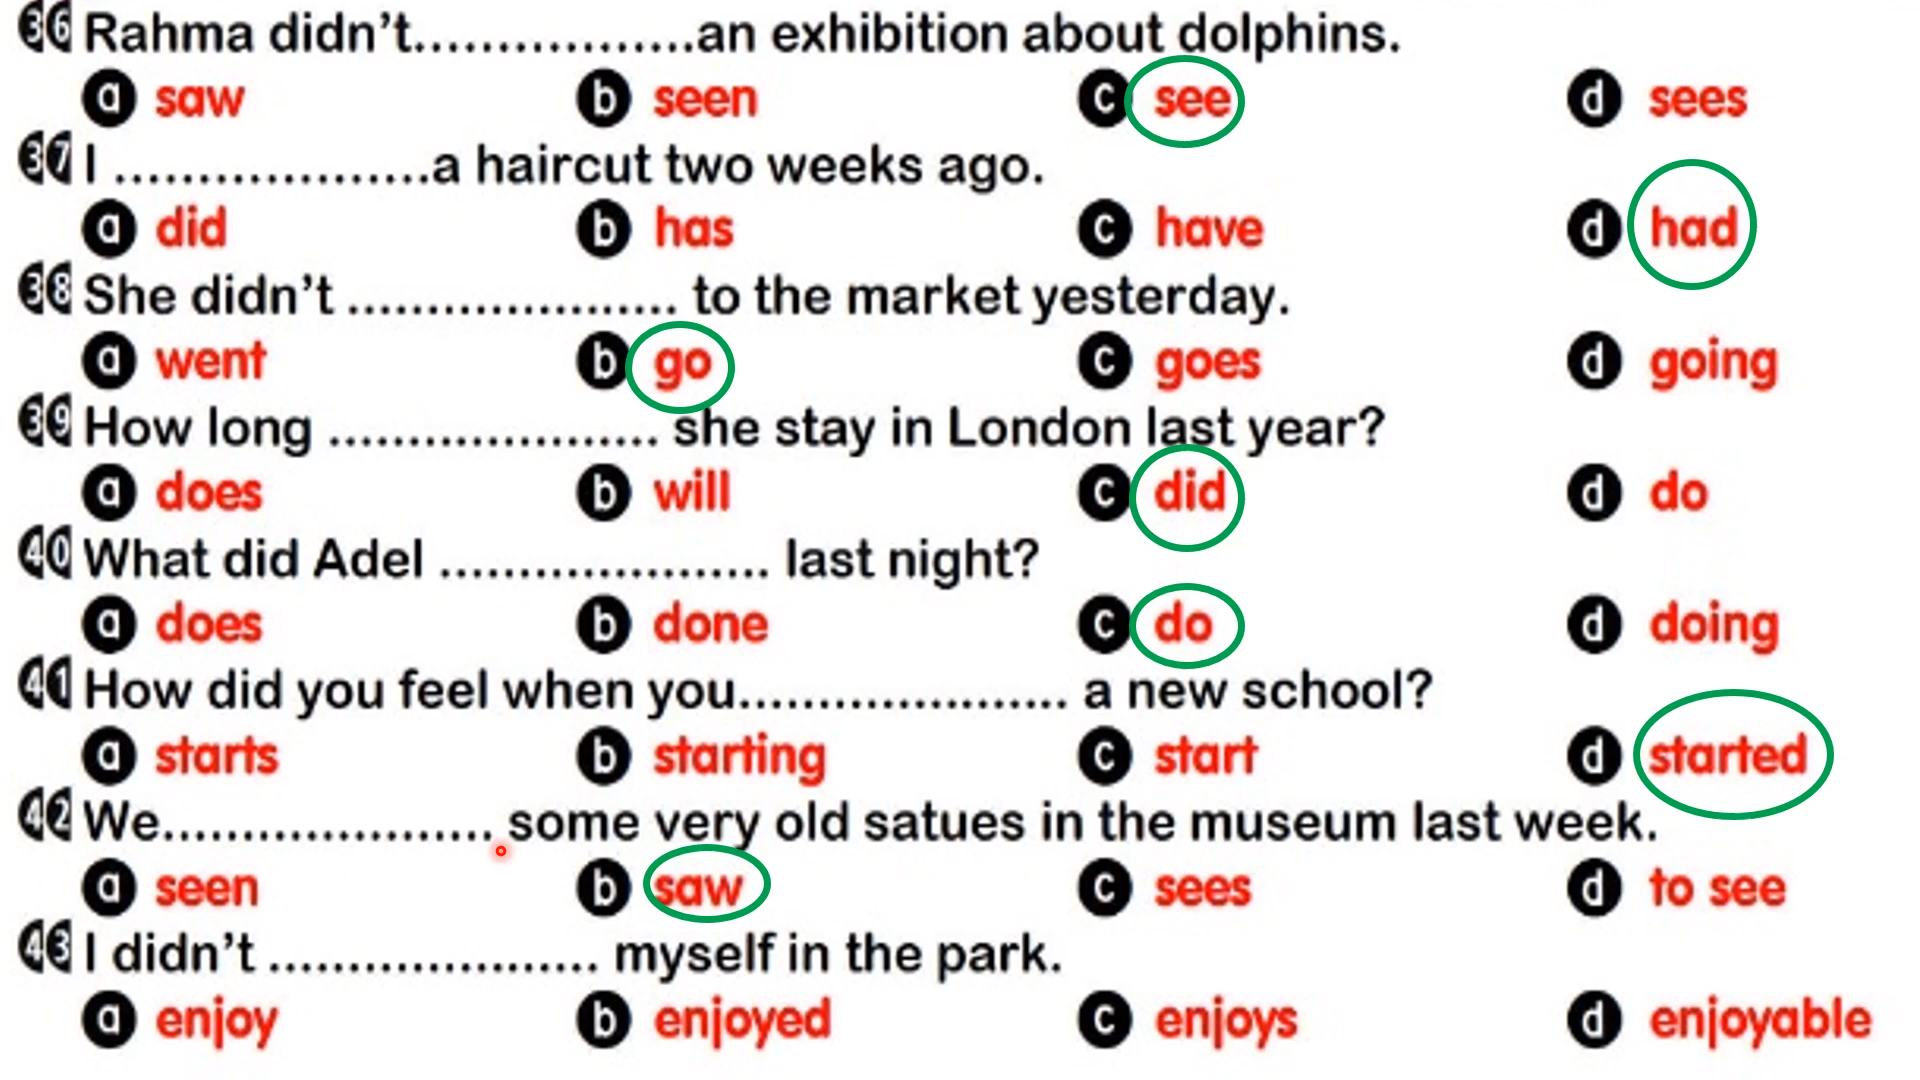 36 Rahma didn't.................an exhibition about dolphins.
a saw b seen c see d sees
37 I ...................a haircut two weeks ago.
a did b has c have d had
38 She didn't ..................... to the market yesterday.
a went b go c goes d going
39 How long ..................... she stay in London last year?
a does b will c did d do
40 What did Adel ..................... last night?
a does b done c do d doing
41 How did you feel when you..................... a new school?
a starts b starting c start d started
42 We..................... some very old satues in the museum last week.
a seen b saw c sees d to see
43 I didn't ..................... myself in the park.
a enjoy b enjoyed c enjoys d enjoyable